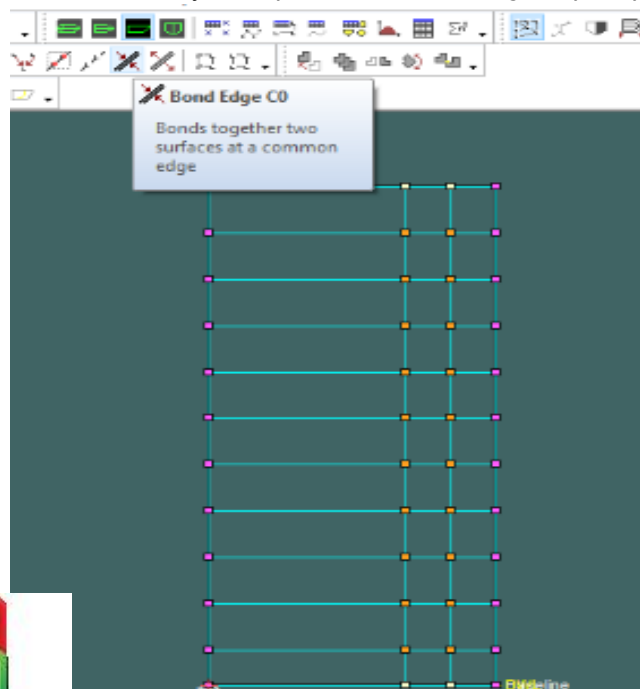 Bond Edge C0
Bonds together two
surfaces at a common
edge